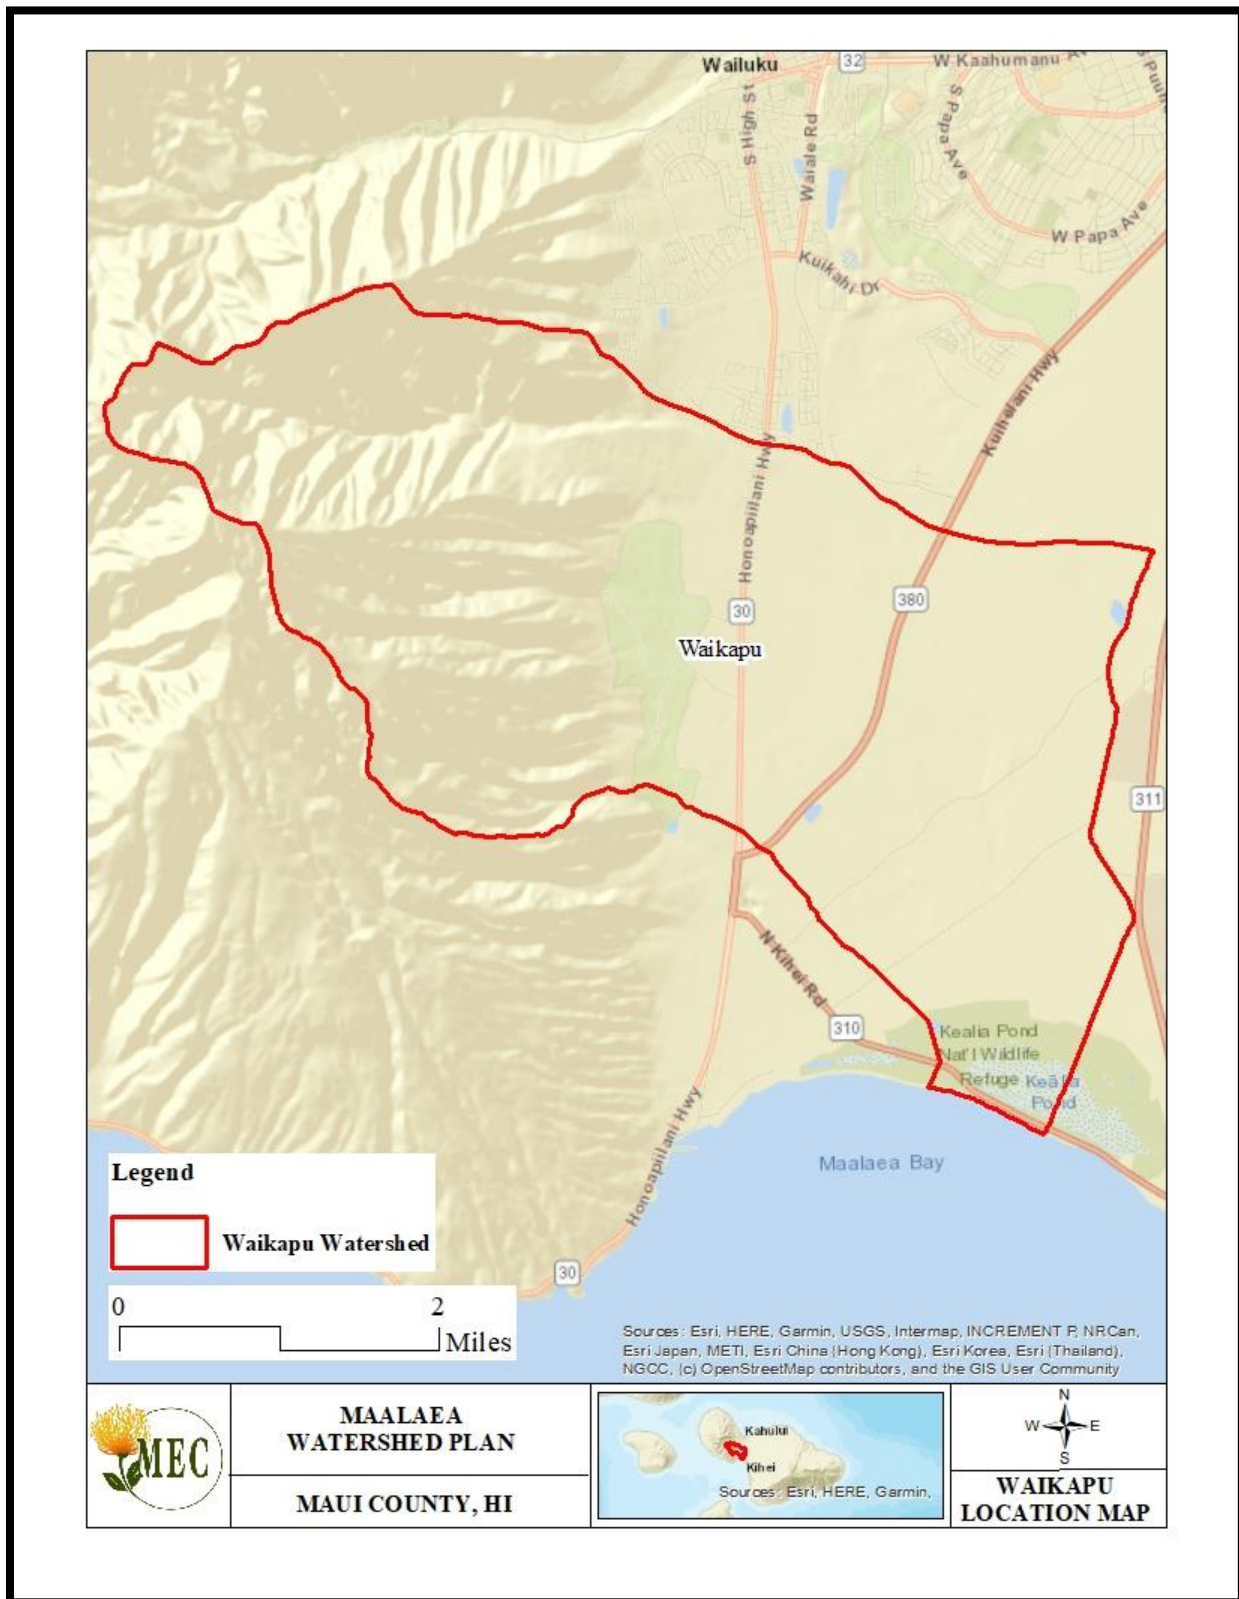 Wailuku
32
W Kaahumanu Av
S Puun
S High St
Waiale Rd
S Papa Ave
W Papa Ave
Kuikahi Dr
Kuihelani Hwy
Honoapiilani Hwy
30
380
Waikapu
311
N Kihei Rd
310
Kealia Pond
Nat'l Wildlife
Refuge
Keālia
Pond
Maalaea Bay
Honoapiilani Hwy
30
Legend
Waikapu Watershed
0 2
Miles
Sources: Esri, HERE, Garmin, USGS, Intermap, INCREMENT P, NRCan,
Esri Japan, METI, Esri China (Hong Kong), Esri Korea, Esri (Thailand),
NGCC, (c) OpenStreetMap contributors, and the GIS User Community
MEC
MAALAEA
WATERSHED PLAN
MAUI COUNTY, HI
Kahului
Kihei
Sources: Esri, HERE, Garmin,
N
W E
S
WAIKAPU
LOCATION MAP